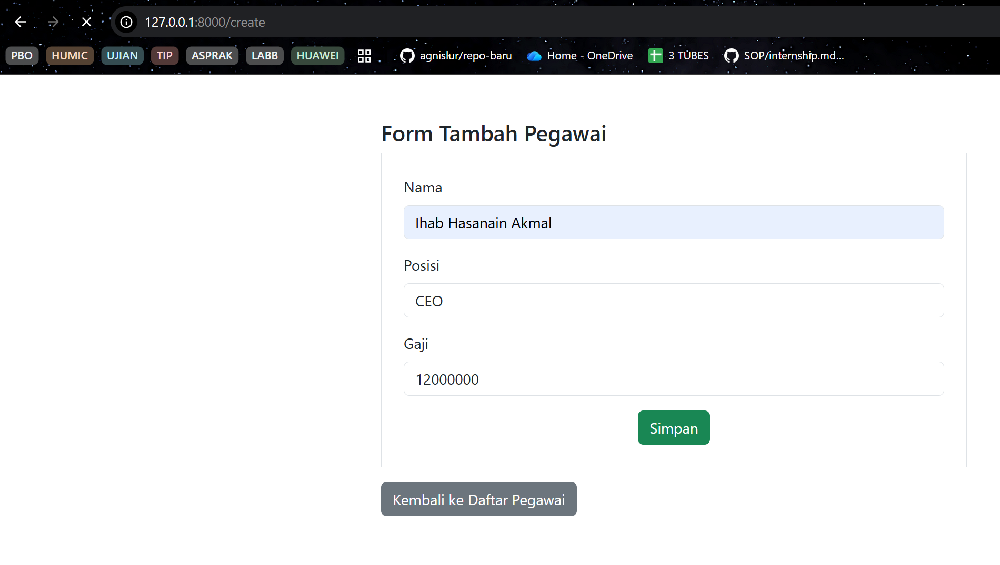 127.0.0.1:8000/create
PBO HUMIC UJIAN TIP ASPRAK LABB HUAWEI agnislur/repo-baru Home - OneDrive 3 TUBES SOP/internship.md...
Form Tambah Pegawai
Nama
Ihab Hasanain Akmal
Posisi
CEO
Gaji
12000000
Simpan
Kembali ke Daftar Pegawai